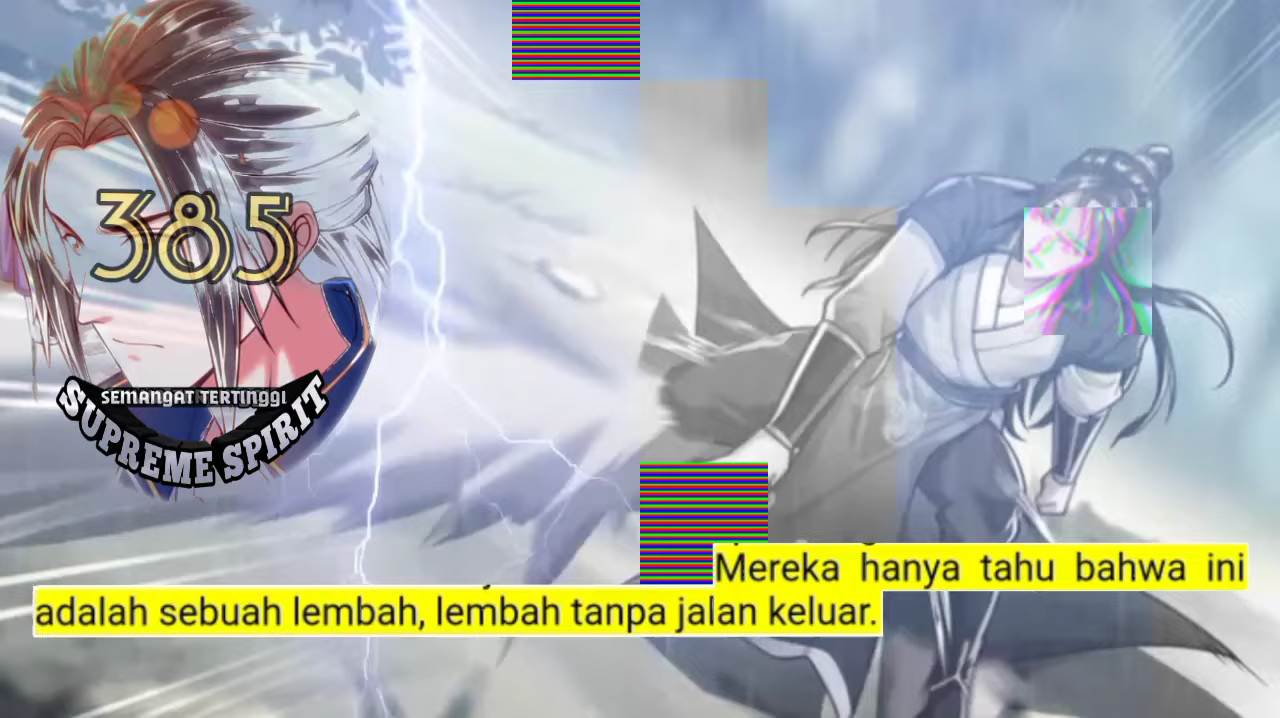 385
SEMANGAT TERTINGGI
SUPREME SPIRIT
Mereka hanya tahu bahwa ini
adalah sebuah lembah, lembah tanpa jalan keluar.